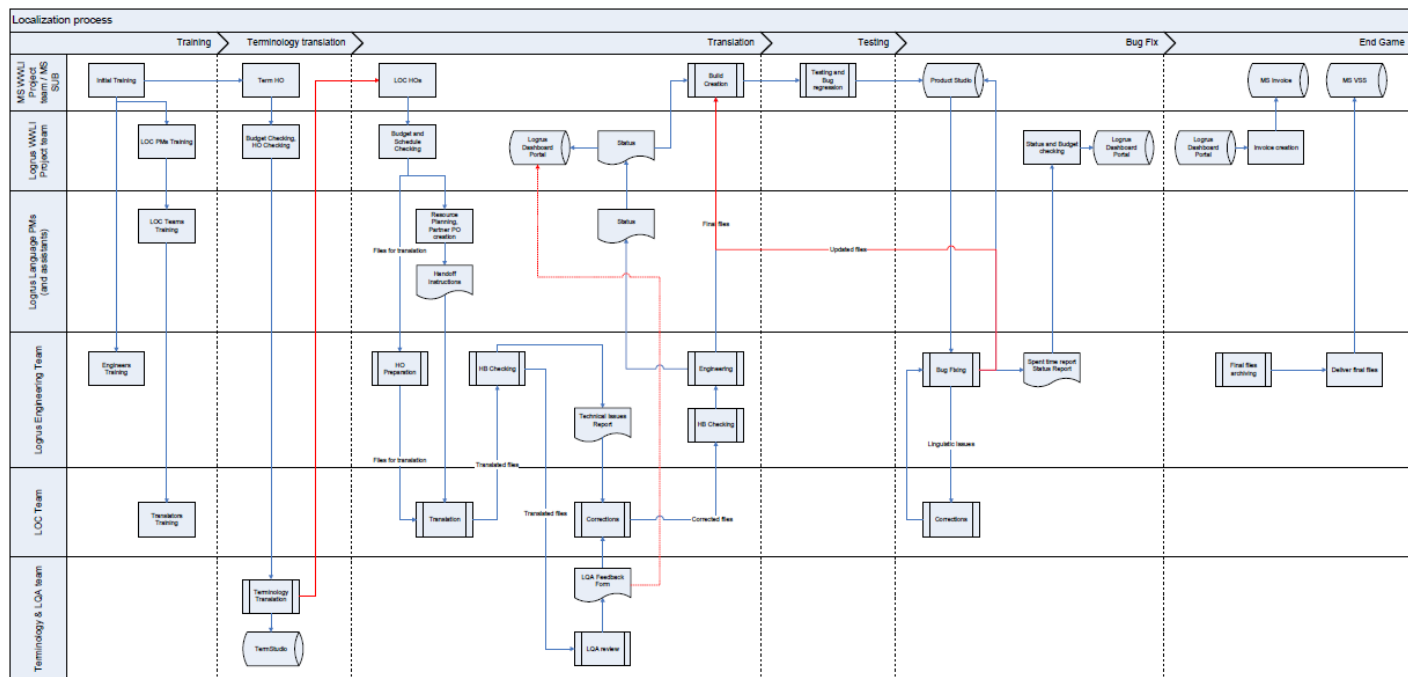 Localization process
Training
Terminology translation
Translation
Testing
Bug Fix
End Game
MS WWLI
Project
team / MS
SUB
Initial Training
Term HO
LOC HOs
Build
Creation
Testing and
Bug
regression
Product Studio
MS Invoice
MS VSS
Logrus WWLI
Project team
LOC PMs Training
Budget Checking,
HO Checking
Budget and
Schedule
Checking
Logrus
Dashboard
Portal
Status
Status and Budget
checking
Logrus
Dashboard
Portal
Logrus
Dashboard
Portal
Invoice creation
Logrus Language PMs
(and assistants)
LOC Teams
Training
Resource
Planning,
Partner PO
creation
Status
Final files
Files for translation
Updated files
Handoff
Instructions
Logrus Engineering Team
Engineers
Training
HO
Preparation
HB Checking
Engineering
Bug Fixing
Spent time report
Status Report
Final files
archiving
Deliver final files
Technical Issues
Report
HB Checking
Linguistic Issues
Files for translation
Translated files
LOC Team
Translators
Training
Translation
Translated files
Corrections
Corrected files
Corrections
Terminology & LQA team
Terminology
Translation
LQA Feedback
Form
TermStudio
LQA review